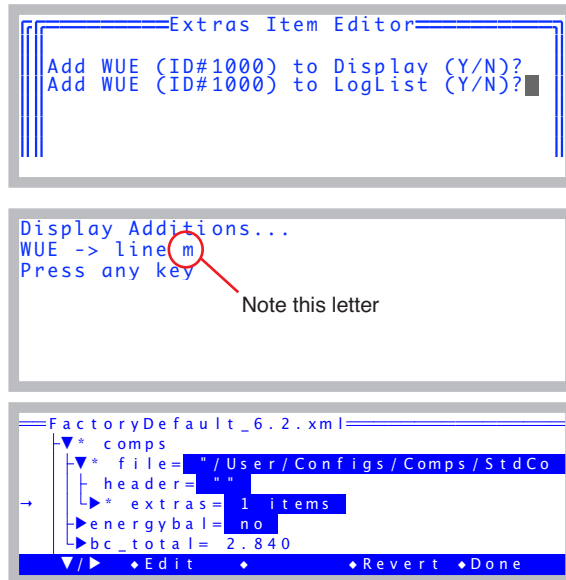 Extras Item Editor
Add WUE (ID#1000) to Display (Y/N)?
Add WUE (ID#1000) to LogList (Y/N)?
Display Additions...
WUE -> line m
Press any key
Note this letter
FactoryDefault_6.2.xml
▼* comps
▼* file= "/User/Configs/Comps/StdCo
header= ""
→ ▶* extras= 1 items
▶energybal= no
▶bc_total= 2.840
▼/▶ ◆Edit ◆ ◆Revert ◆Done